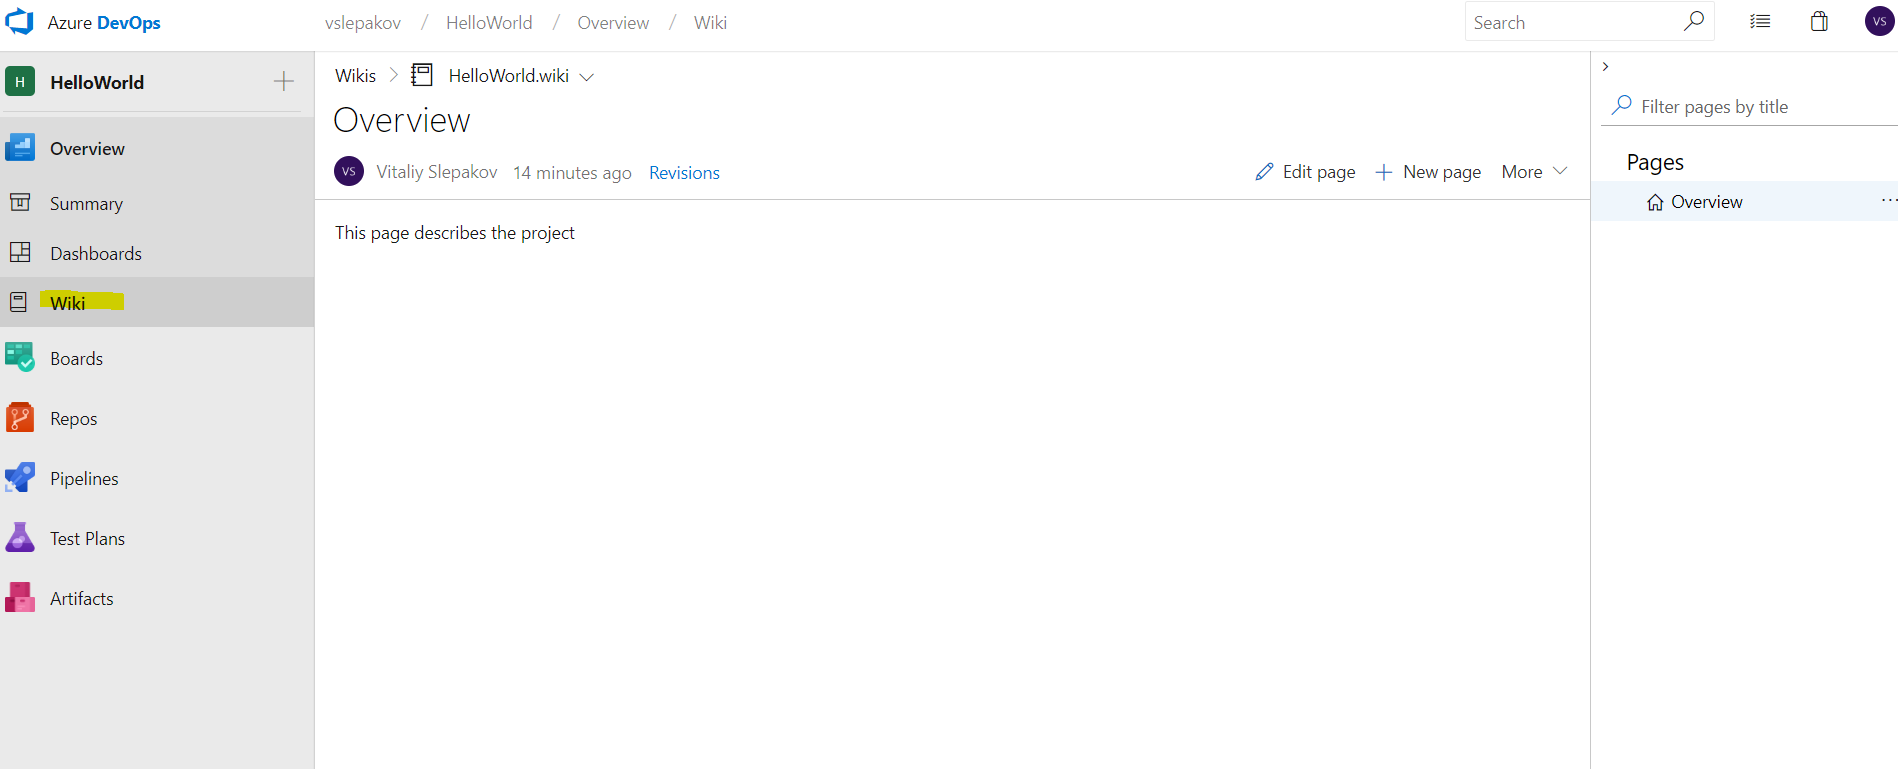 Azure DevOps
vslepakov / HelloWorld / Overview / Wiki
Search
VS
H HelloWorld
Overview
Summary
Dashboards
Wiki
Boards
Repos
Pipelines
Test Plans
Artifacts
Wikis > HelloWorld.wiki
Overview
VS Vitaliy Slepakov 14 minutes ago Revisions
Edit page New page More
This page describes the project
Filter pages by title
Pages
Overview ...